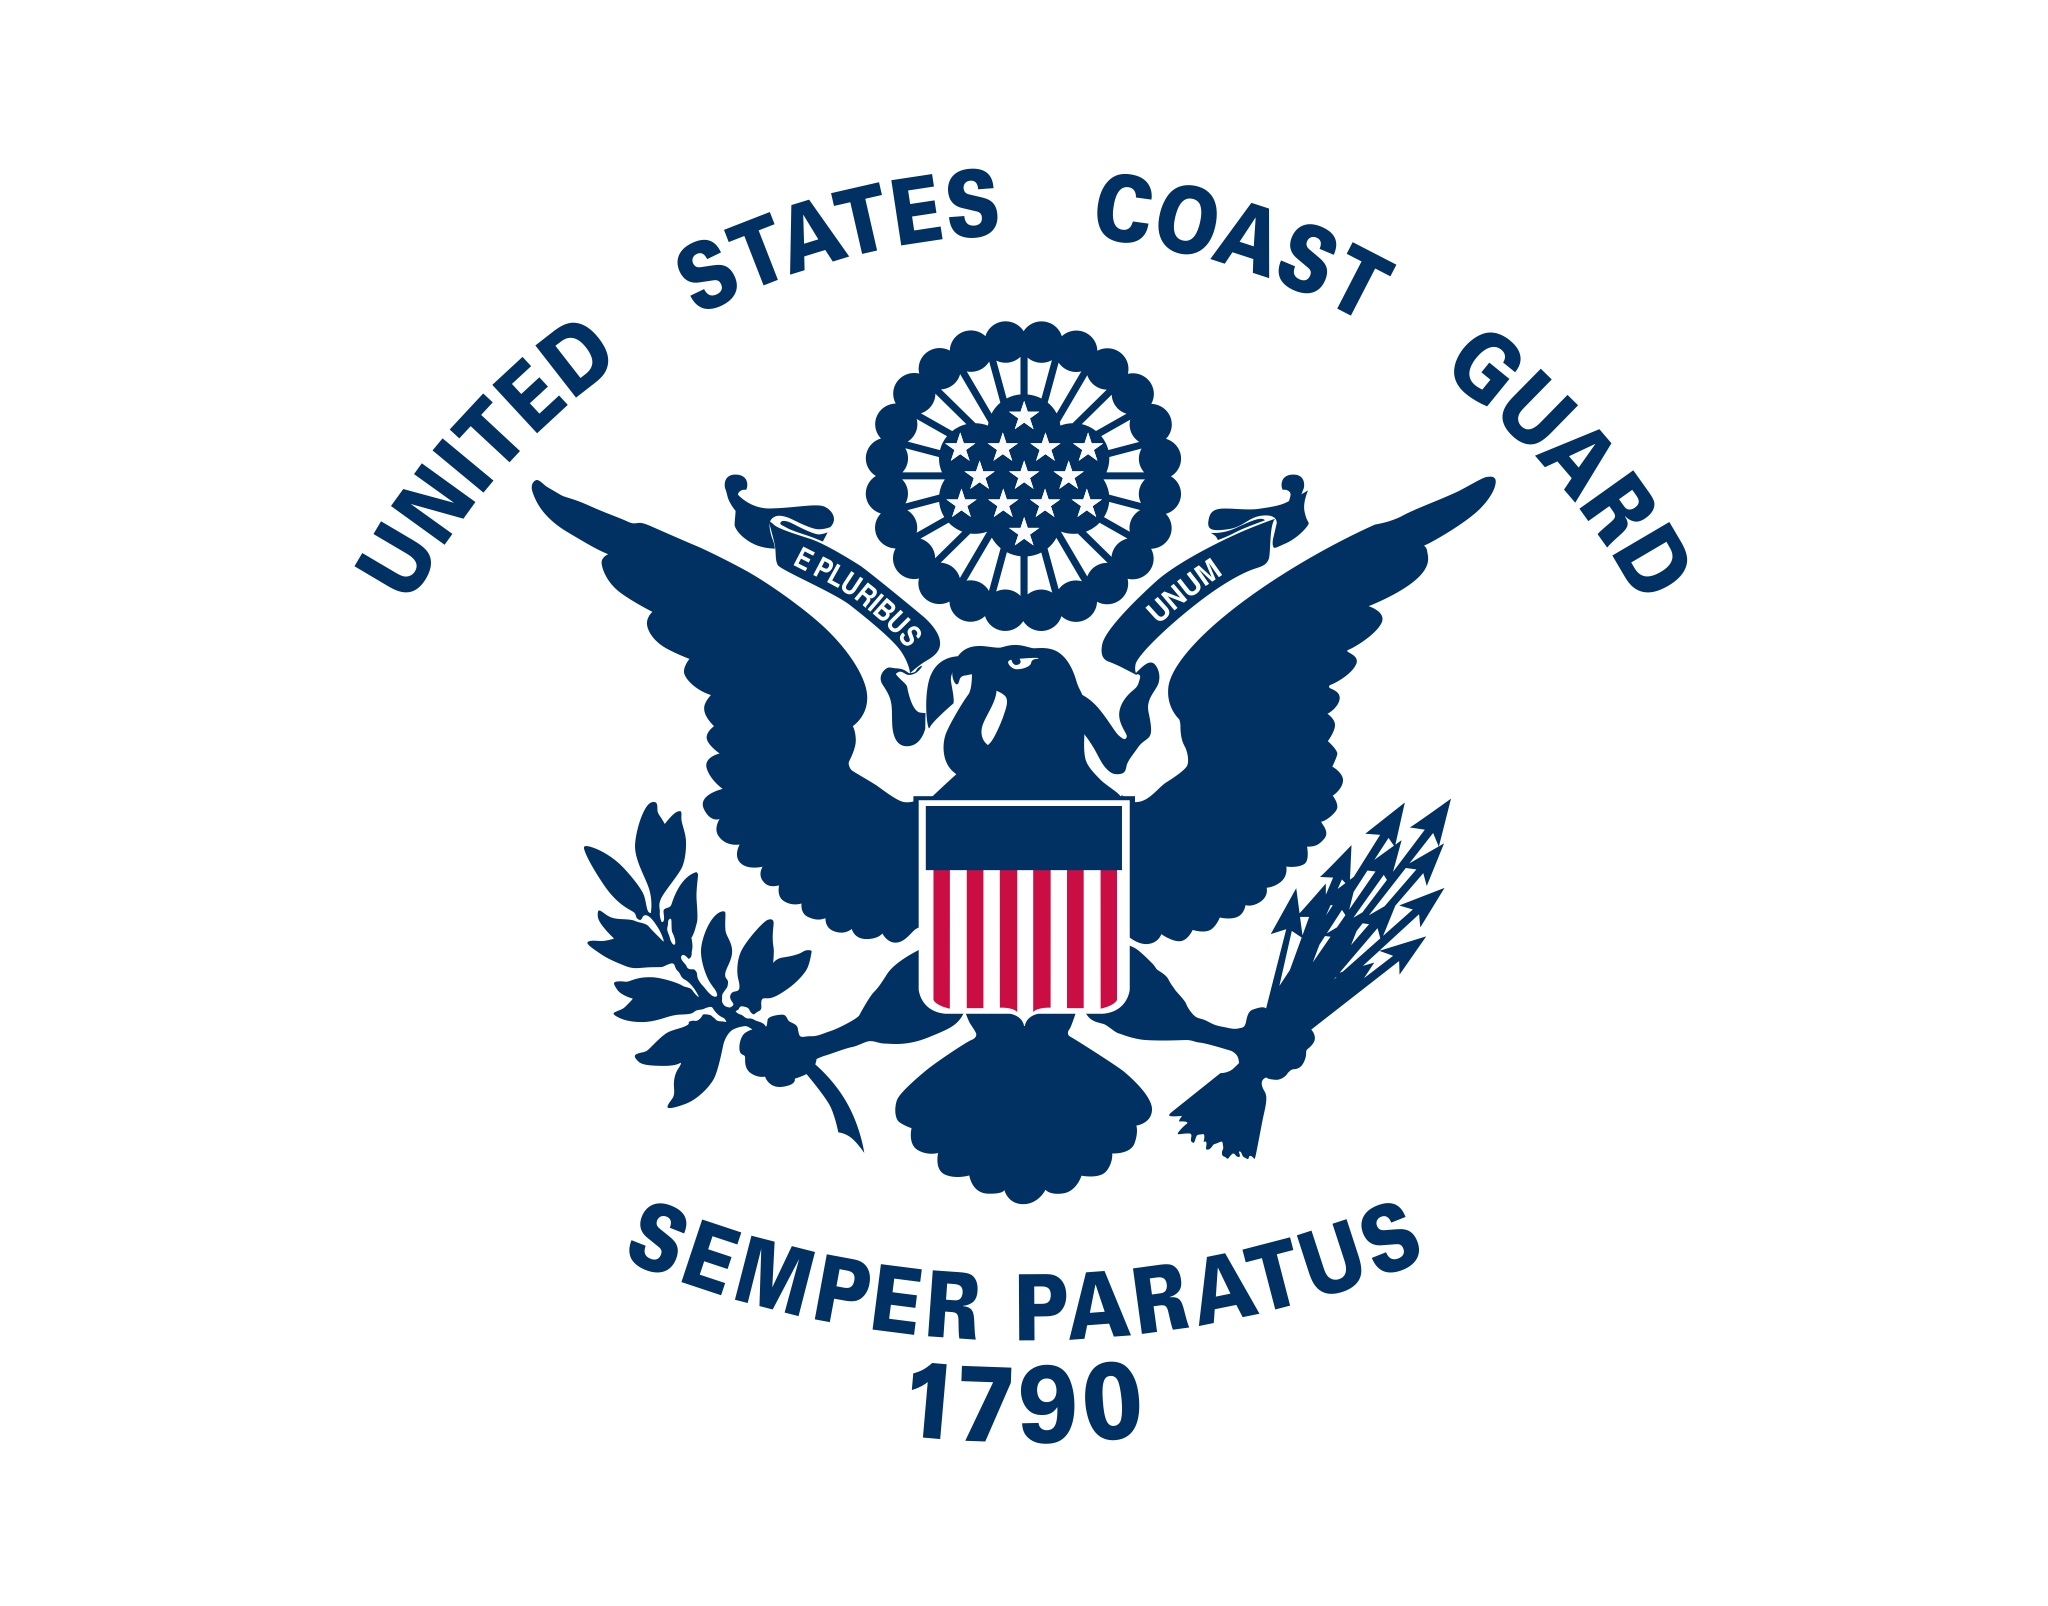 UNITED STATES COAST GUARD
E PLURIBUS UNUM
SEMPER PARATUS
1790